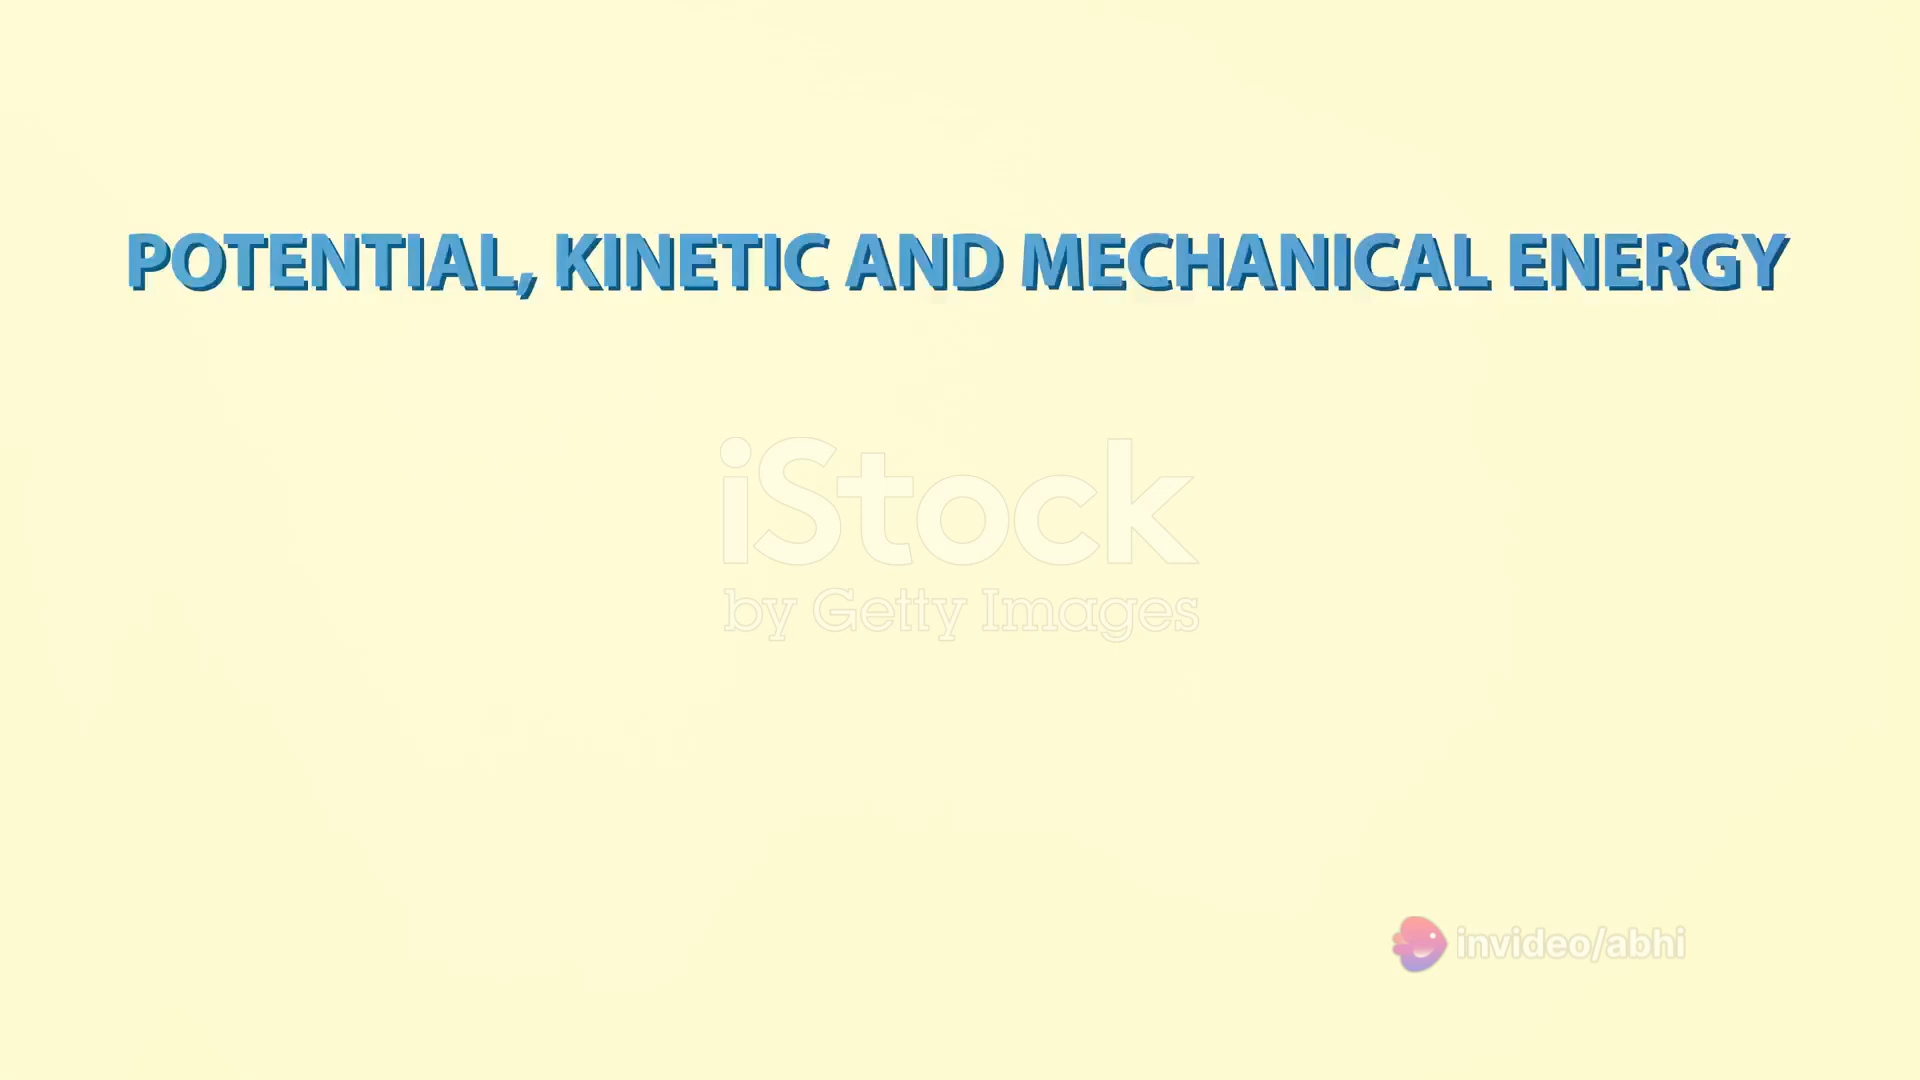 POTENTIAL, KINETIC AND MECHANICAL ENERGY
iStock
by Getty Images
invideo/abhi